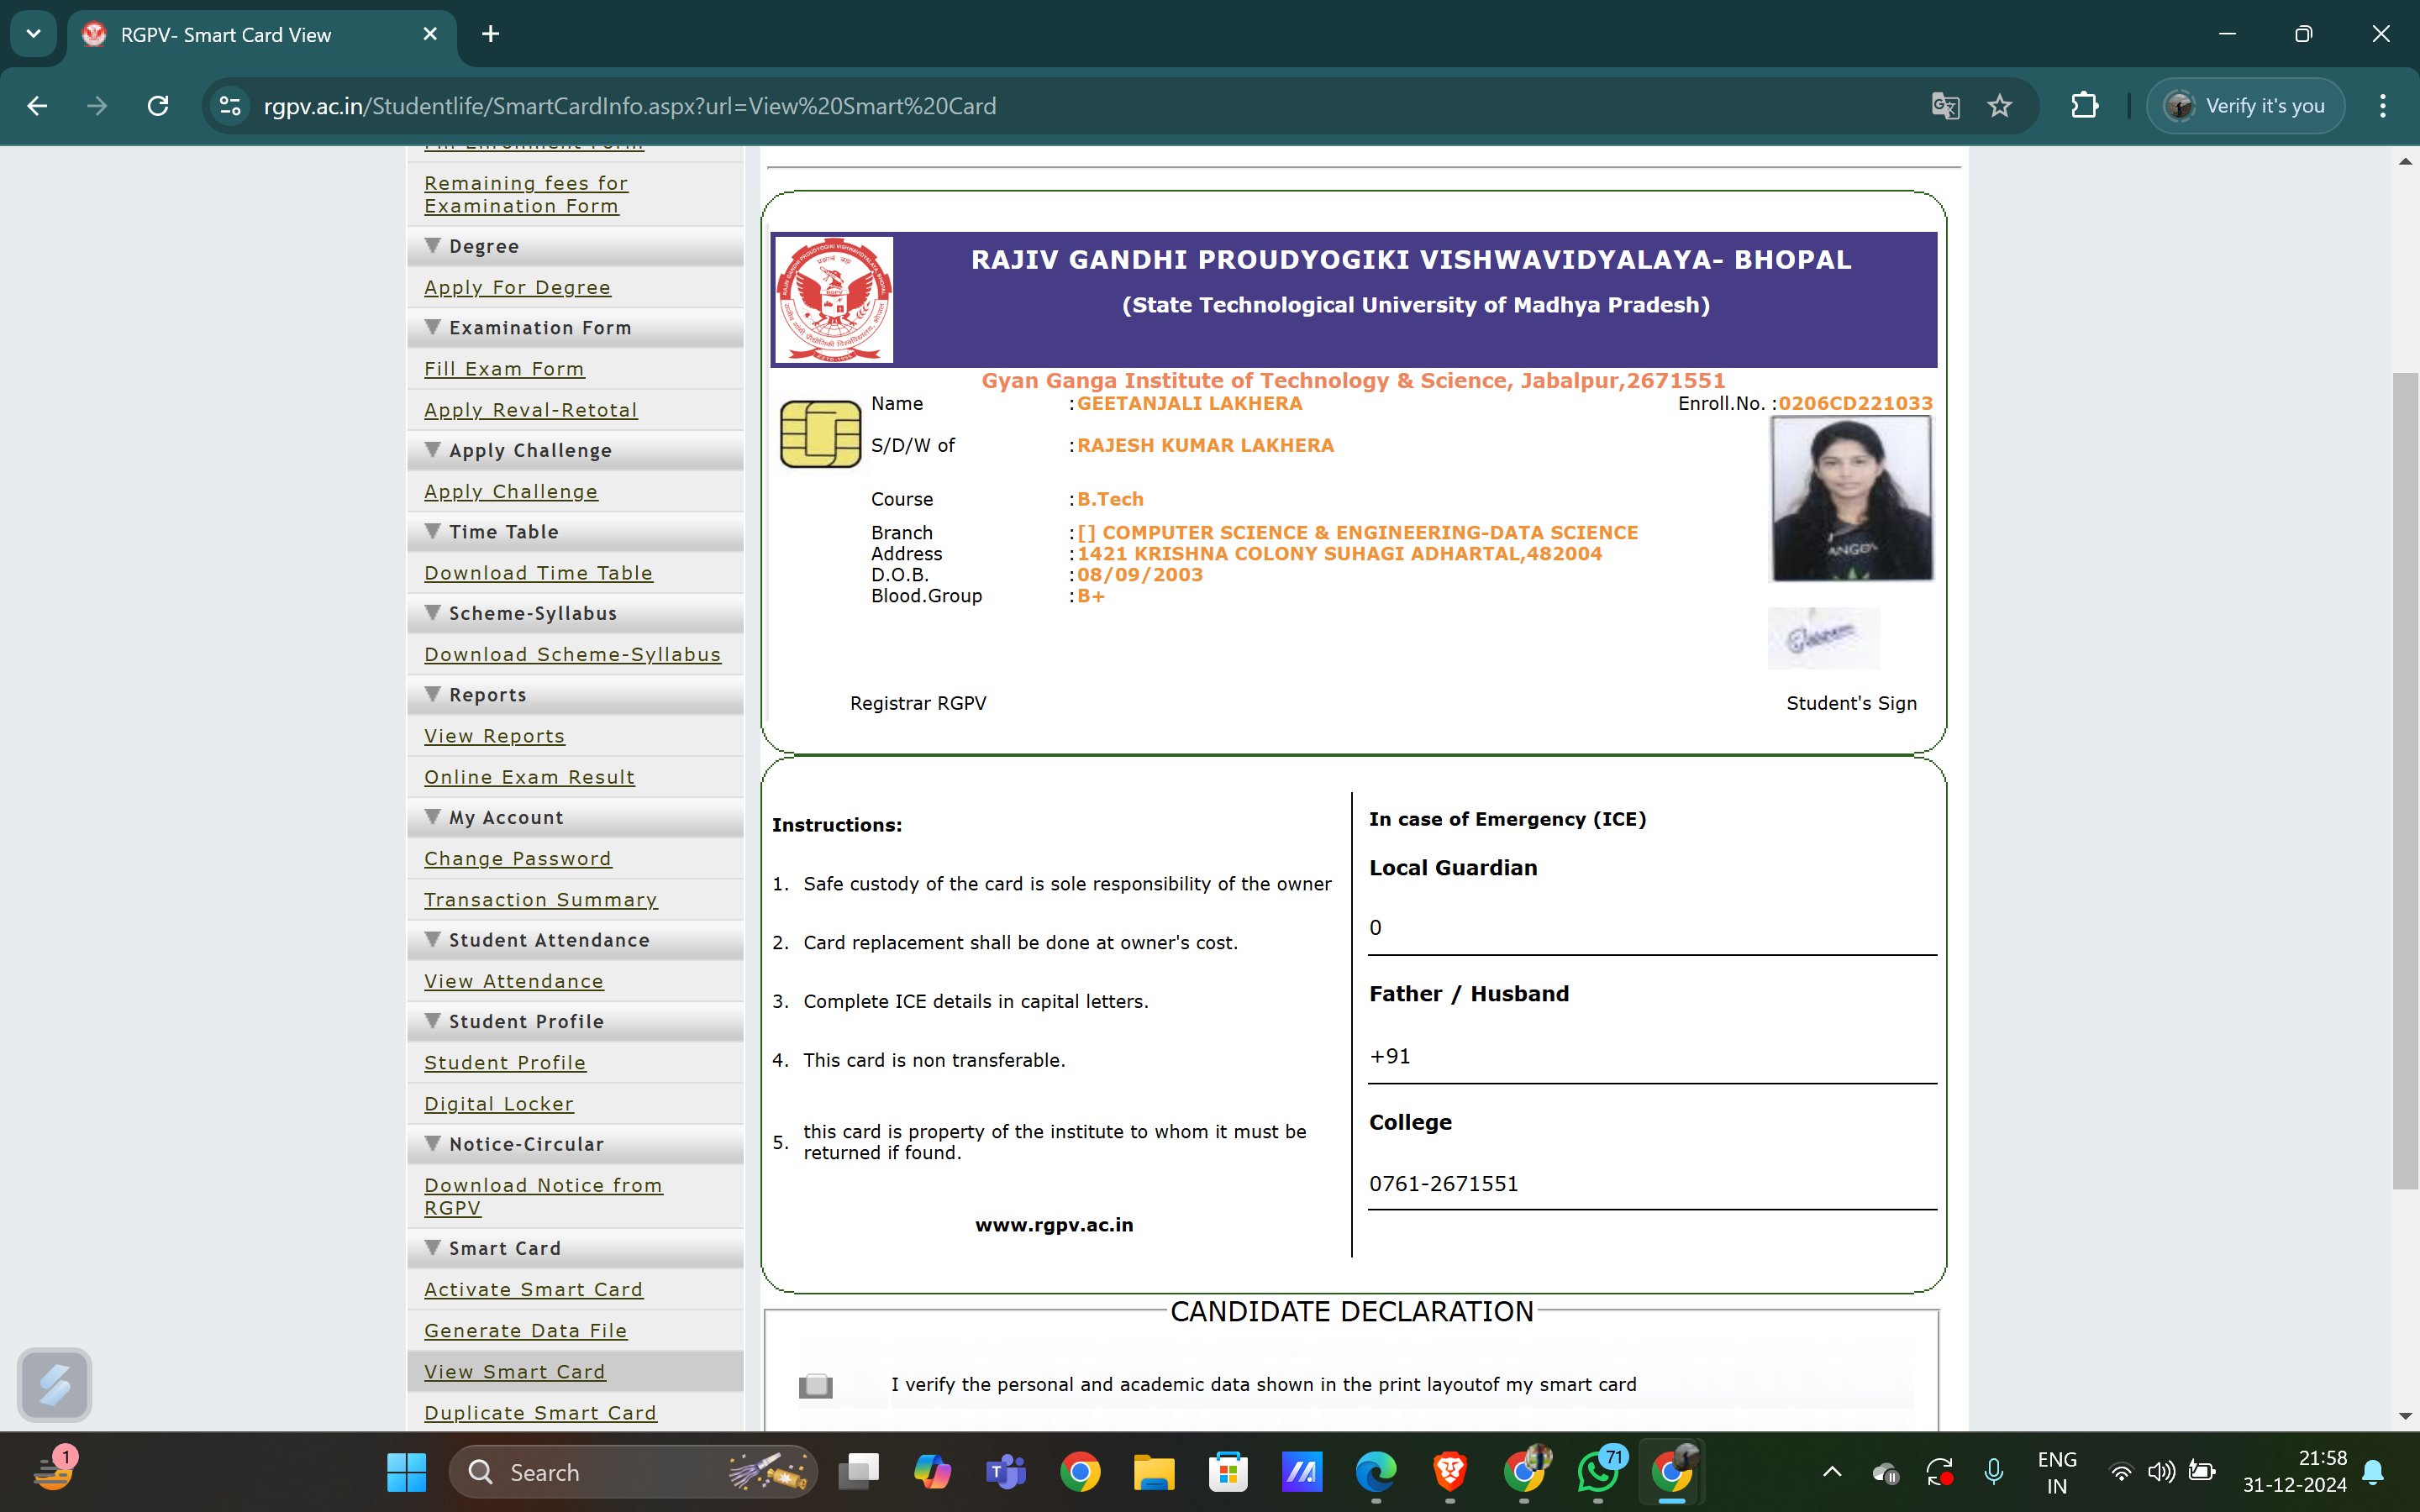 RGPV- Smart Card View
rgpv.ac.in/Studentlife/SmartCardInfo.aspx?url=View%20Smart%20Card
Verify it's you
Remaining fees for
Examination Form
Degree
Apply For Degree
Examination Form
Fill Exam Form
Apply Reval-Retotal
Apply Challenge
Apply Challenge
Time Table
Download Time Table
Scheme-Syllabus
Download Scheme-Syllabus
Reports
View Reports
Online Exam Result
My Account
Change Password
Transaction Summary
Student Attendance
View Attendance
Student Profile
Student Profile
Digital Locker
Notice-Circular
Download Notice from
RGPV
Smart Card
Activate Smart Card
Generate Data File
View Smart Card
Duplicate Smart Card
RAJIV GANDHI PROUDYOGIKI VISHWAVIDYALAYA- BHOPAL
(State Technological University of Madhya Pradesh)
Gyan Ganga Institute of Technology & Science, Jabalpur,2671551
Name :GEETANJALI LAKHERA Enroll.No. :0206CD221033
S/D/W of :RAJESH KUMAR LAKHERA
Course :B.Tech
Branch :[] COMPUTER SCIENCE & ENGINEERING-DATA SCIENCE
Address :1421 KRISHNA COLONY SUHAGI ADHARTAL,482004
D.O.B. :08/09/2003
Blood.Group :B+
Registrar RGPV Student's Sign
Instructions:
1. Safe custody of the card is sole responsibility of the owner
2. Card replacement shall be done at owner's cost.
3. Complete ICE details in capital letters.
4. This card is non transferable.
5. this card is property of the institute to whom it must be
returned if found.
www.rgpv.ac.in
In case of Emergency (ICE)
Local Guardian
0
Father / Husband
+91
College
0761-2671551
CANDIDATE DECLARATION
I verify the personal and academic data shown in the print layoutof my smart card
1
Search
71
ENG
IN
21:58
31-12-2024